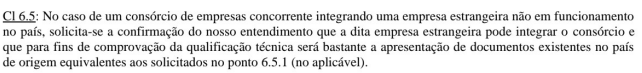 Cl 6.5: No caso de um consórcio de empresas concorrente integrando uma empresa estrangeira não em funcionamento
no país, solicita-se a confirmação do nosso entendimento que a dita empresa estrangeira pode integrar o consórcio e
que para fins de comprovação da qualificação técnica será bastante a apresentação de documentos existentes no país
de origem equivalentes aos solicitados no ponto 6.5.1 (no aplicável).